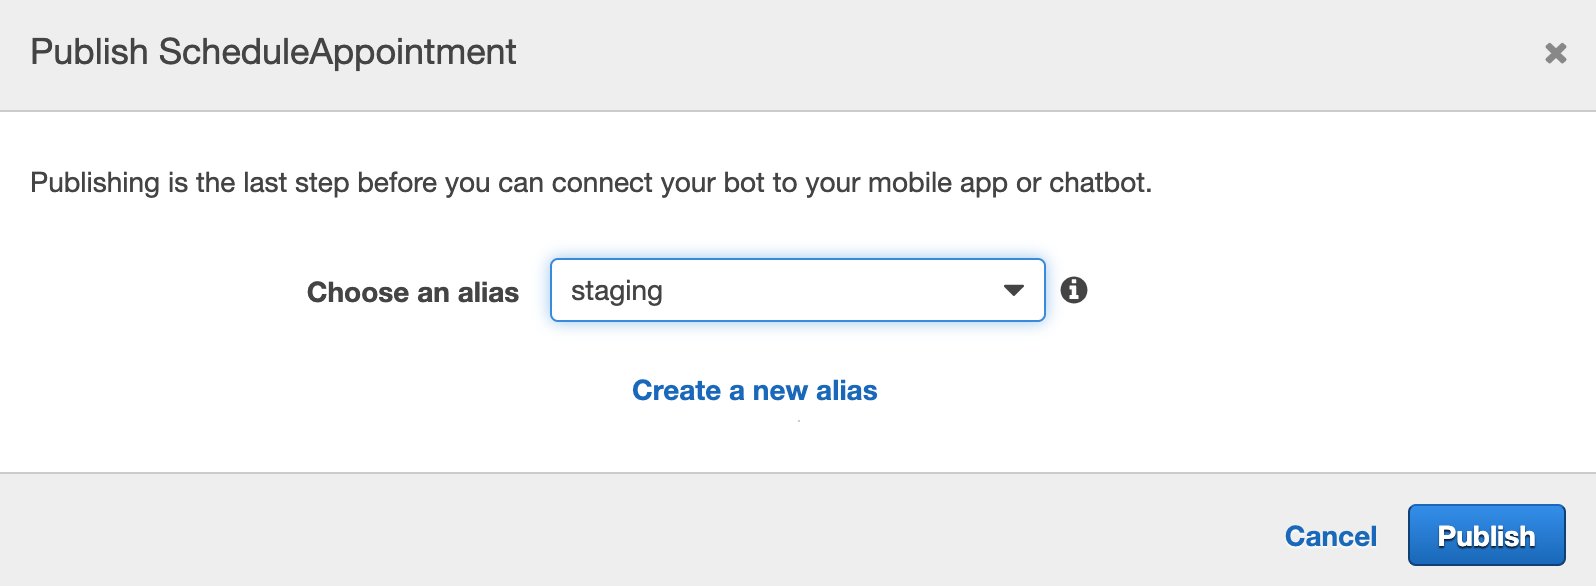 Publish ScheduleAppointment
Publishing is the last step before you can connect your bot to your mobile app or chatbot.
Choose an alias staging
Create a new alias
Cancel Publish